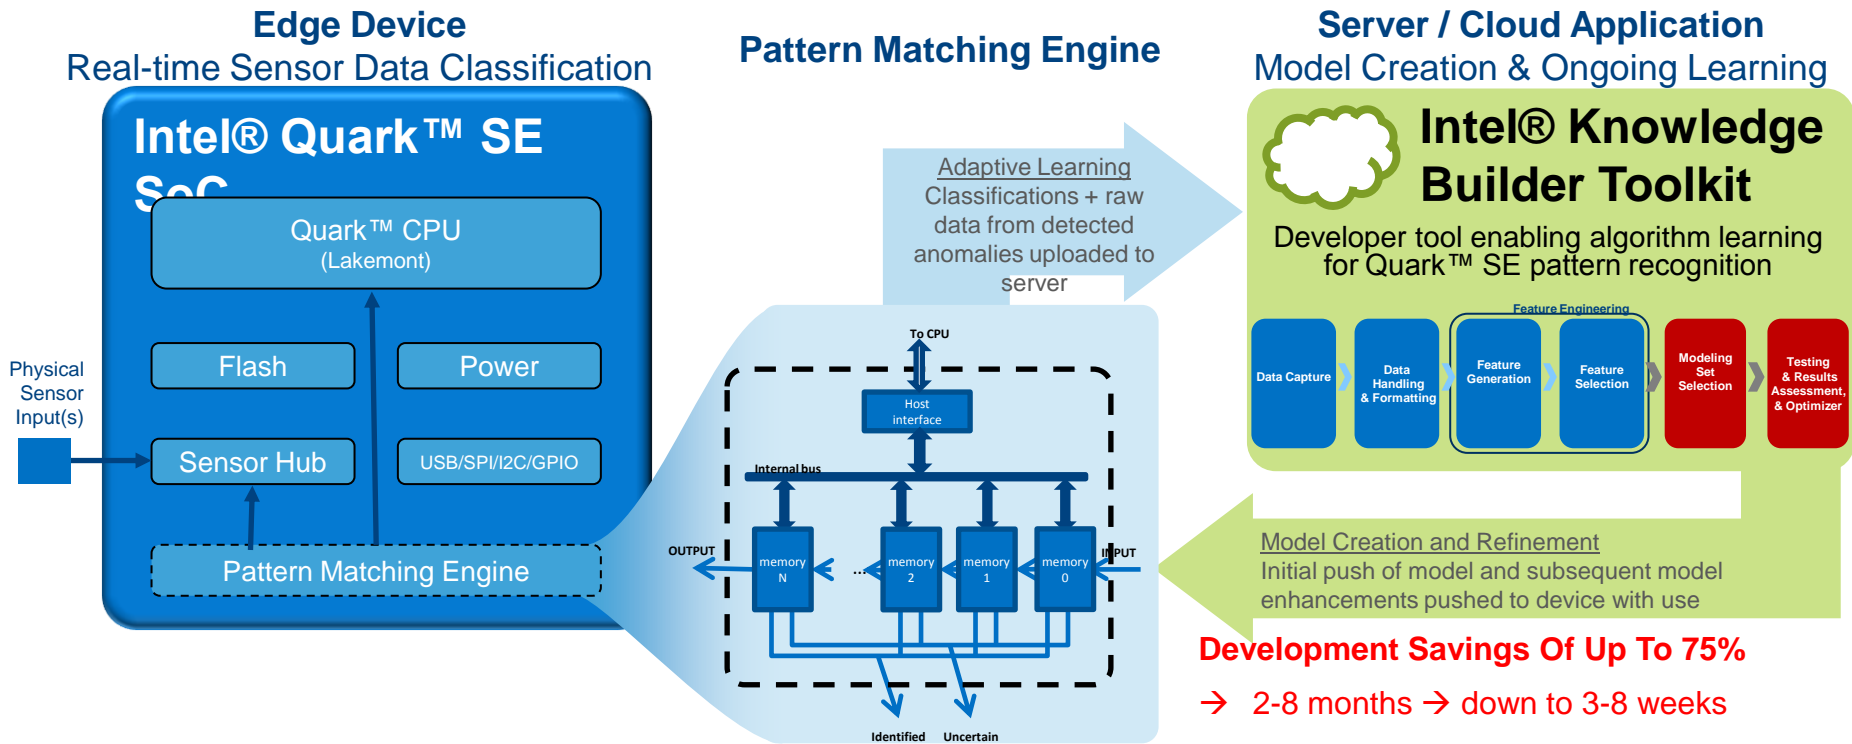 Edge Device
Real-time Sensor Data Classification
Intel® Quark™ SE
SoC
Quark™ CPU
(Lakemont)
Flash
Power
Physical
Sensor
Input(s)
Sensor Hub
USB/SPI/I2C/GPIO
Pattern Matching Engine
Pattern Matching Engine
Adaptive Learning
Classifications + raw
data from detected
anomalies uploaded to
server
To CPU
Host
interface
Internal bus
OUTPUT
memory
N
...
memory
2
memory
1
memory
0
INPUT
Identified
Uncertain
Server / Cloud Application
Model Creation & Ongoing Learning
Intel® Knowledge
Builder Toolkit
Developer tool enabling algorithm learning
for Quark™ SE pattern recognition
Feature Engineering
Data Capture
Data
Handling
& Formatting
Feature
Generation
Feature
Selection
Modeling
Set
Selection
Testing
& Results
Assessment,
& Optimizer
Model Creation and Refinement
Initial push of model and subsequent model
enhancements pushed to device with use
Development Savings Of Up To 75%
→ 2-8 months → down to 3-8 weeks